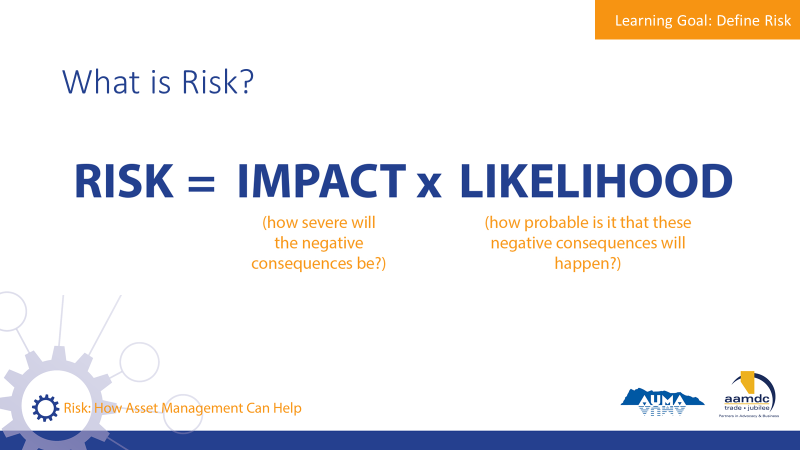 Learning Goal: Define Risk
What is Risk?
RISK = IMPACT x LIKELIHOOD
(how severe will
the negative
consequences be?)
(how probable is it that these
negative consequences will
happen?)
Risk: How Asset Management Can Help
AUMA
aamdc
trade • jubilee
Partners in Advocacy & Business